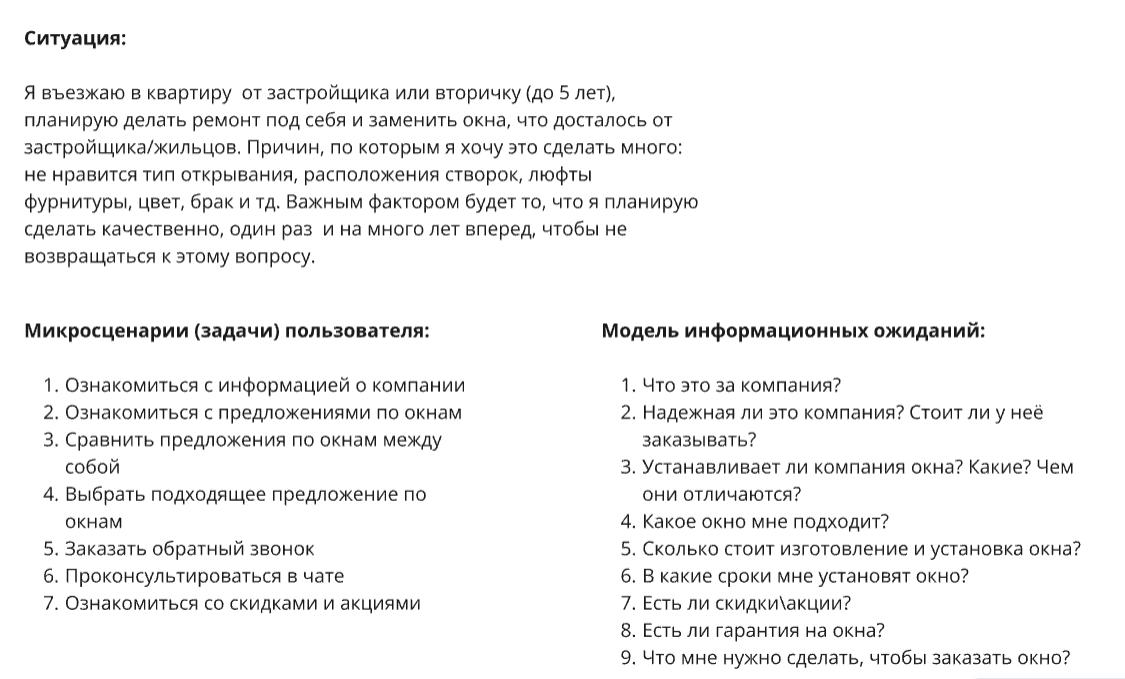 Ситуация:
Я въезжаю в квартиру  от застройщика или вторичку (до 5 лет),
планирую делать ремонт под себя и заменить окна, что досталось от
застройщика/жильцов. Причин, по которым я хочу это сделать много:
не нравится тип открывания, расположения створок, люфты
фурнитуры, цвет, брак и тд. Важным фактором будет то, что я планирую
сделать качественно, один раз  и на много лет вперед, чтобы не
возвращаться к этому вопросу.
Микросценарии (задачи) пользователя:
1. Ознакомиться с информацией о компании
2. Ознакомиться с предложениями по окнам
3. Сравнить предложения по окнам между
собой
4. Выбрать подходящее предложение по
окнам
5. Заказать обратный звонок
6. Проконсультироваться в чате
7. Ознакомиться со скидками и акциями
Модель информационных ожиданий:
1. Что это за компания?
2. Надежная ли это компания? Стоит ли у неё
заказывать?
3. Устанавливает ли компания окна? Какие? Чем
они отличаются?
4. Какое окно мне подходит?
5. Сколько стоит изготовление и установка окна?
6. В какие сроки мне установят окно?
7. Есть ли скидки\акции?
8. Есть ли гарантия на окна?
9. Что мне нужно сделать, чтобы заказать окно?